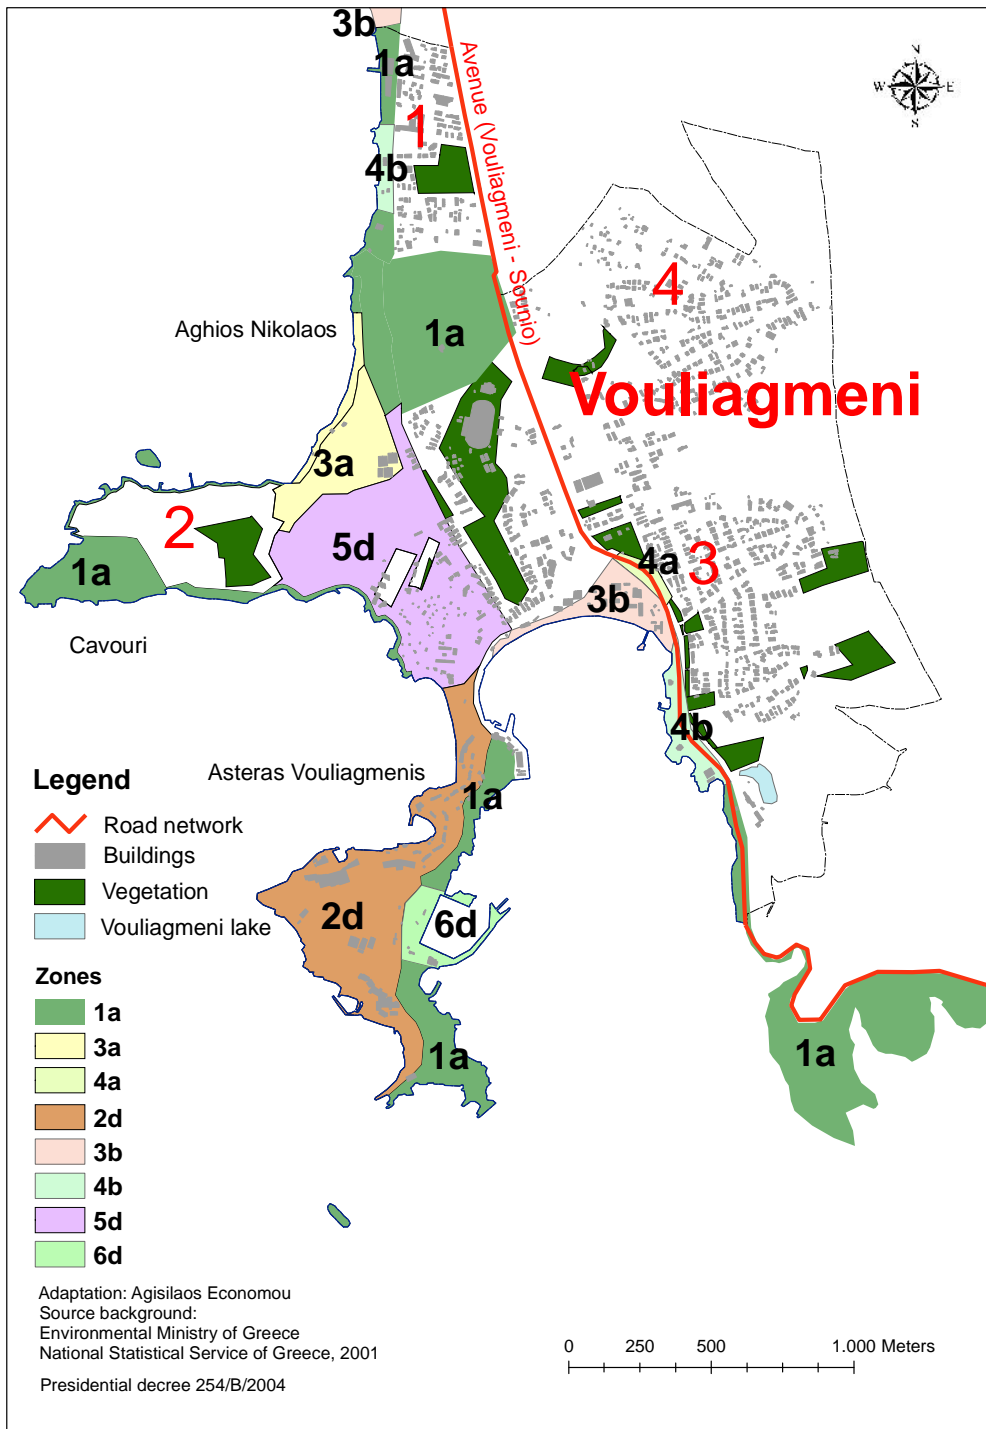 3b
1a
Avenue (Vouliagmeni - Sounio)
N
W E
S
1
4b
4
Aghios Nikolaos
1a
Vouliagmeni
3a
2
5d
1a
4a
3
3b
Cavouri
4b
Asteras Vouliagmenis
1a
2d
6d
1a
1a
Legend
Road network
Buildings
Vegetation
Vouliagmeni lake
Zones
1a
3a
4a
2d
3b
4b
5d
6d
Adaptation: Agisilaos Economou
Source background:
Environmental Ministry of Greece
National Statistical Service of Greece, 2001
Presidential decree 254/B/2004
0 250 500 1.000 Meters